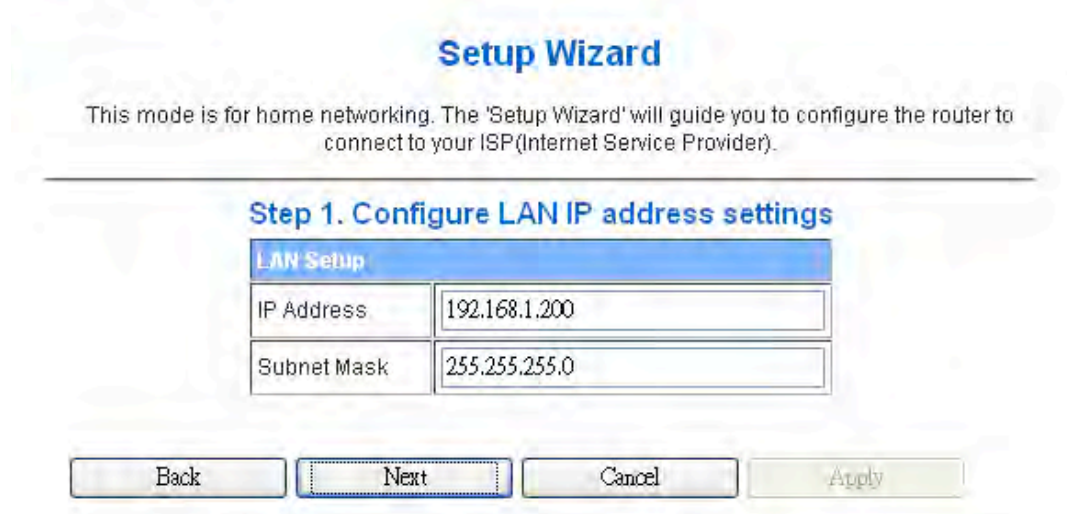 Setup Wizard
This mode is for home networking. The 'Setup Wizard' will guide you to configure the router to
connect to your ISP(Internet Service Provider).
Step 1. Configure LAN IP address settings
LAN Setup
IP Address 192.168.1.200
Subnet Mask 255.255.255.0
Back Next Cancel Apply